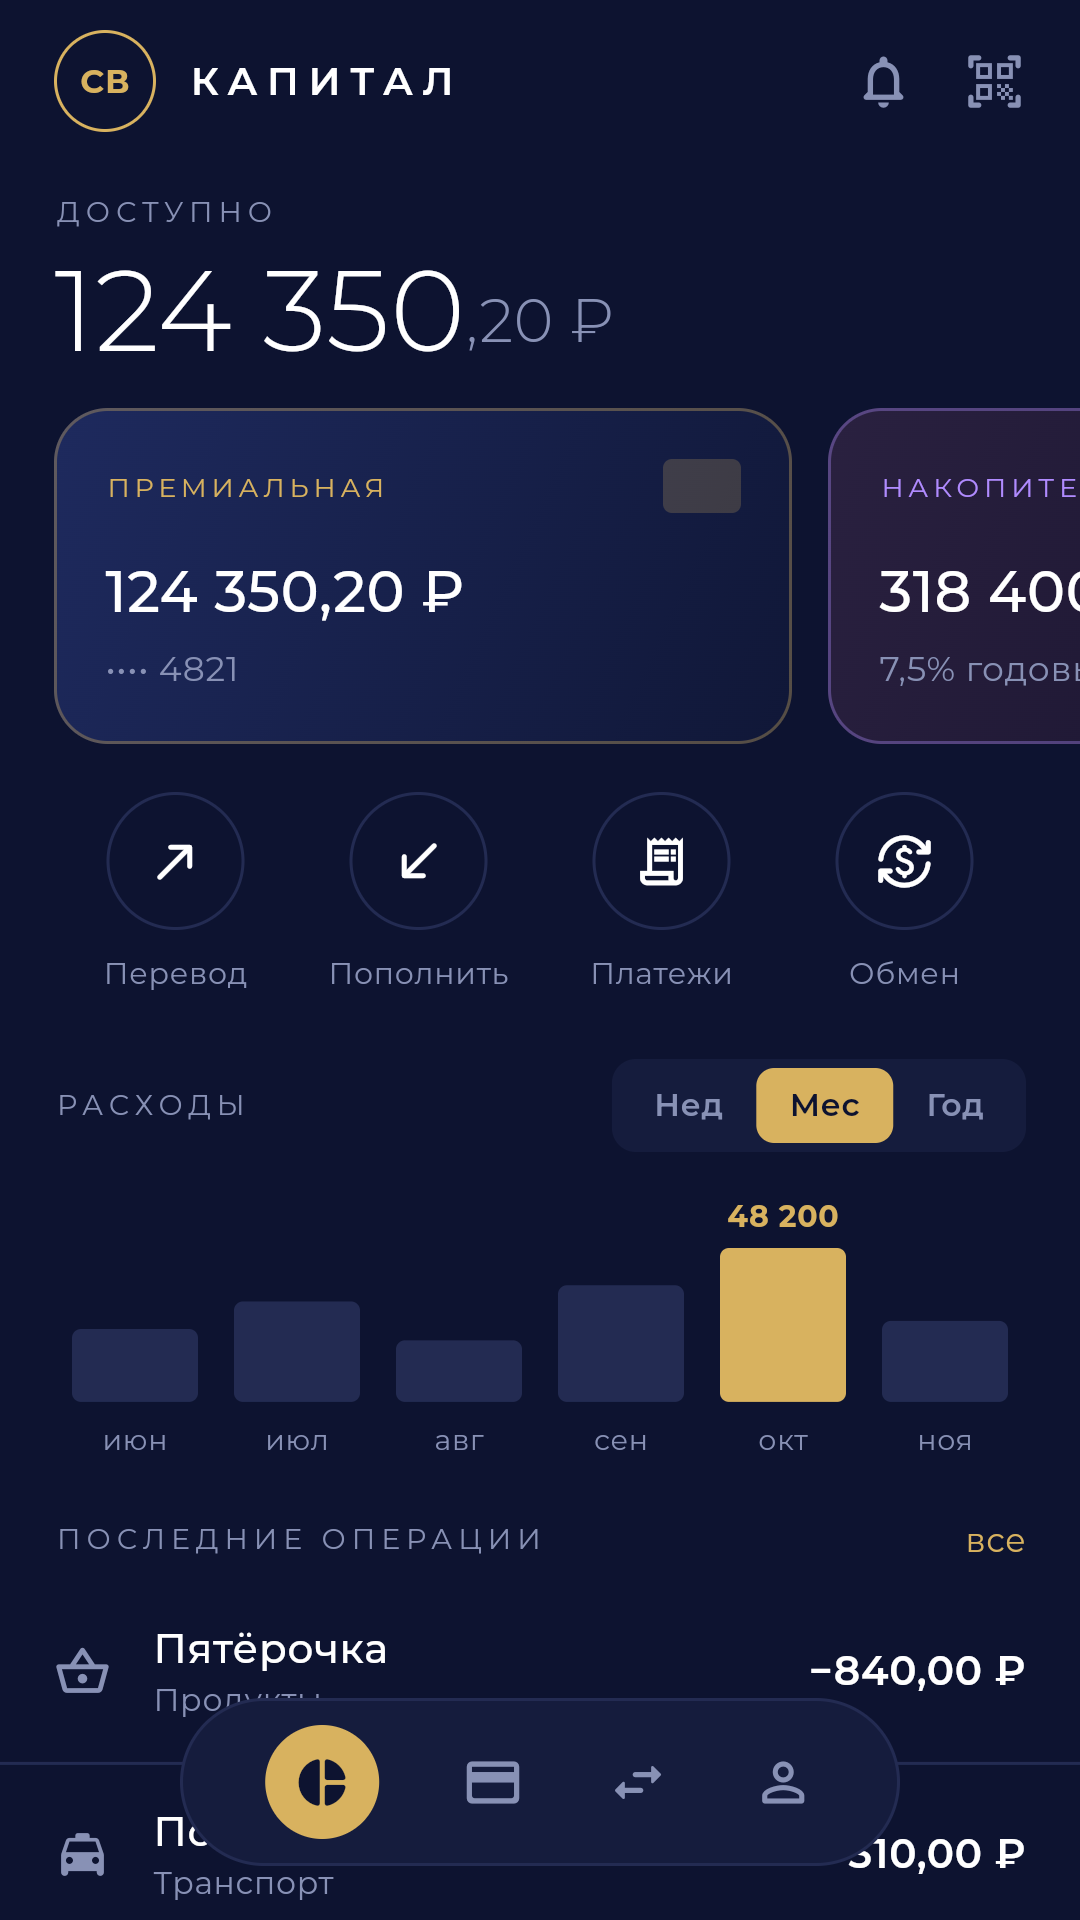 СВ КАПИТАЛ
ДОСТУПНО
124 350,20 ₽
ПРЕМИАЛЬНАЯ
124 350,20 ₽
•••• 4821
НАКОПИТЕ
318 400
7,5% годовы
Перевод Пополнить Платежи Обмен
РАСХОДЫ Нед Мес Год
48 200
июн июл авг сен окт ноя
ПОСЛЕДНИЕ ОПЕРАЦИИ все
Пятёрочка −840,00 ₽
Продукты
310,00 ₽
Транспорт